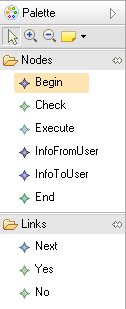 Palette
Nodes
Begin
Check
Execute
InfoFromUser
InfoToUser
End
Links
Next
Yes
No